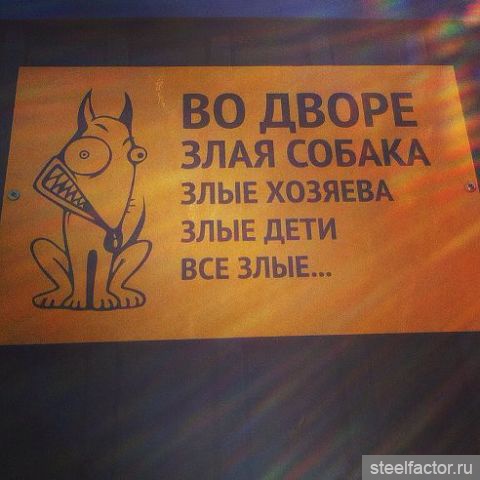 ВО ДВОРЕ
ЗЛАЯ СОБАКА
ЗЛЫЕ ХОЗЯЕВА
ЗЛЫЕ ДЕТИ
ВСЕ ЗЛЫЕ...
steelfactor.ru